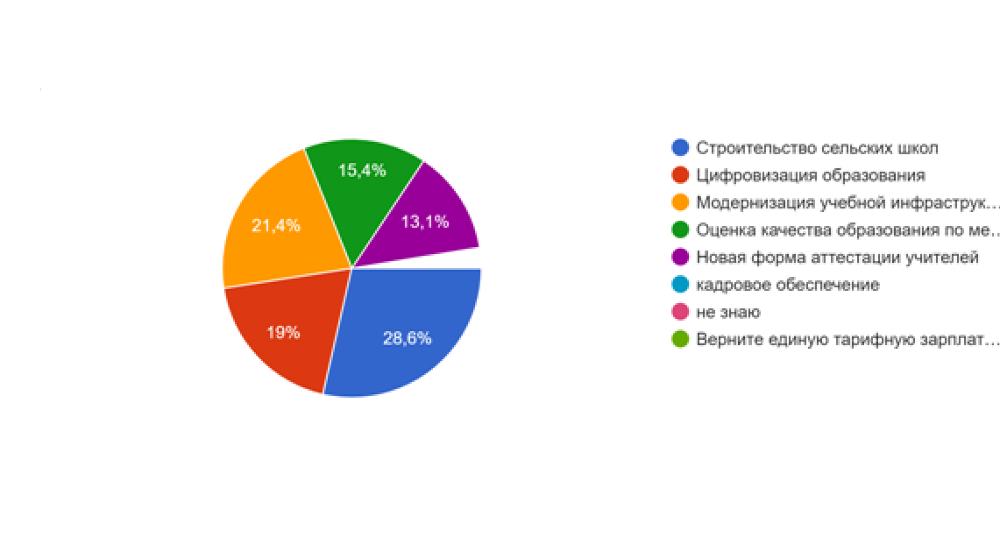 15,4%
13,1%
21,4%
19%
28,6%
Строительство сельских школ
Цифровизация образования
Модернизация учебной инфраструк...
Оценка качества образования по ме...
Новая форма аттестации учителей
кадровое обеспечение
не знаю
Верните единую тарифную зарплат...